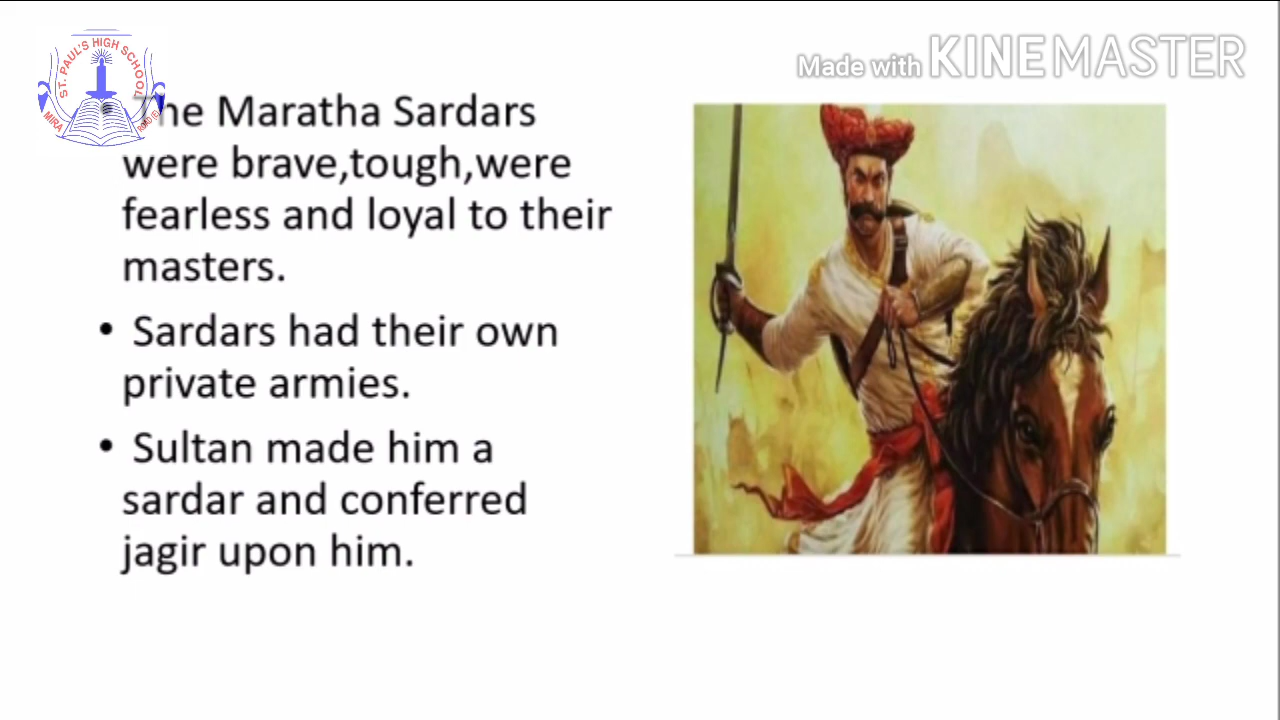 ST. PAUL'S HIGH SCHOOL
MIRA
Made with KINEMASTER
• The Maratha Sardars
were brave,tough,were
fearless and loyal to their
masters.
• Sardars had their own
private armies.
• Sultan made him a
sardar and conferred
jagir upon him.